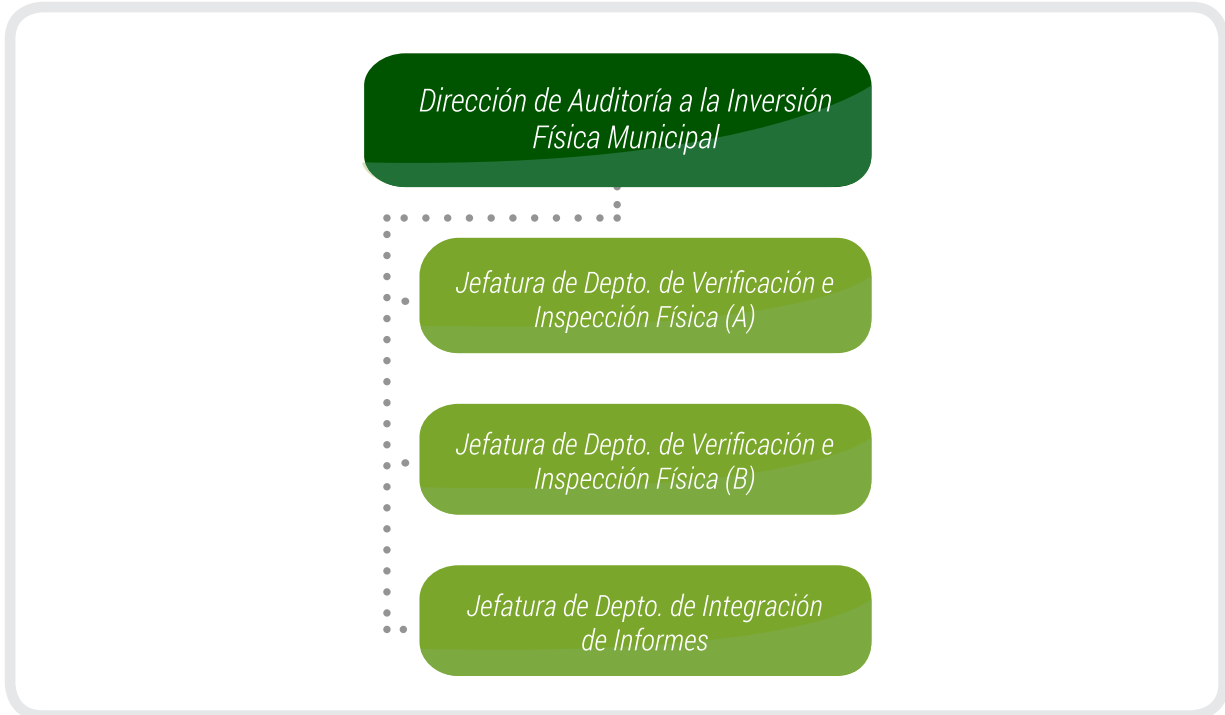 Dirección de Auditoría a la Inversión
Física Municipal
Jefatura de Depto. de Verificación e
Inspección Física (A)
Jefatura de Depto. de Verificación e
Inspección Física (B)
Jefatura de Depto. de Integración
de Informes